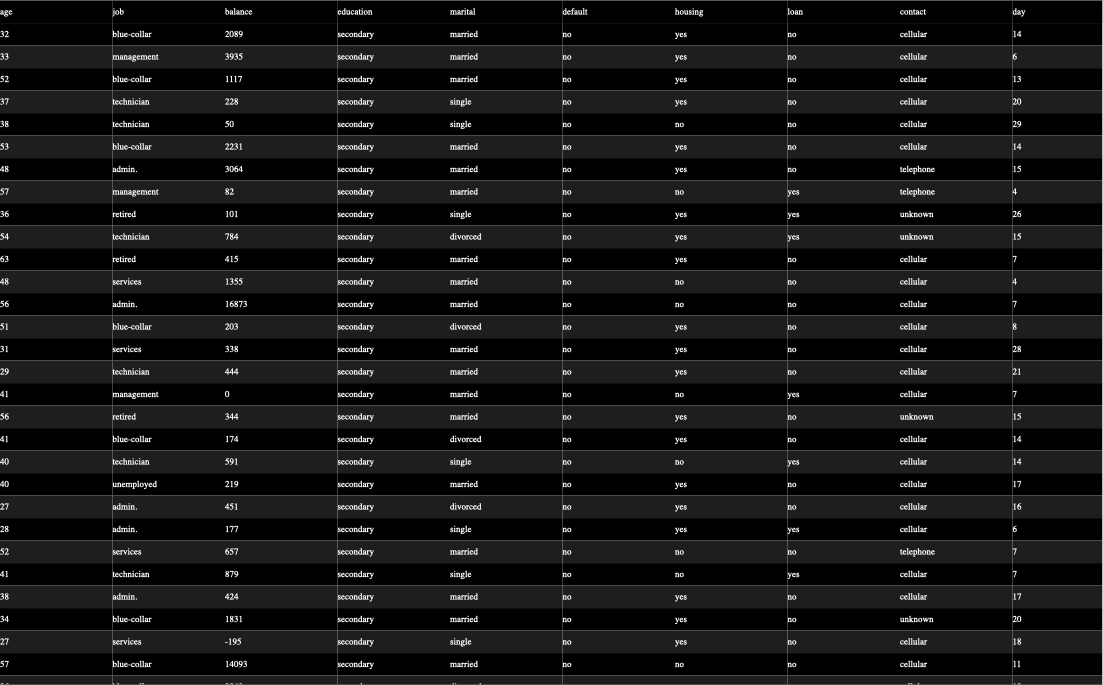 age job balance education marital default housing loan contact day
32 blue-collar 2089 secondary married no yes no cellular 14
33 management 3935 secondary married no yes no cellular 6
52 blue-collar 1117 secondary married no yes no cellular 13
37 technician 228 secondary single no yes no cellular 20
38 technician 50 secondary single no no no cellular 29
53 blue-collar 2231 secondary married no yes no cellular 14
48 admin. 3064 secondary married no yes no telephone 15
57 management 82 secondary married no no yes telephone 4
36 retired 101 secondary single no yes yes unknown 26
54 technician 784 secondary divorced no yes yes unknown 15
63 retired 415 secondary married no yes no cellular 7
48 services 1355 secondary married no no no cellular 4
56 admin. 16873 secondary married no no no cellular 7
51 blue-collar 203 secondary divorced no yes no cellular 8
31 services 338 secondary married no yes no cellular 28
29 technician 444 secondary married no yes no cellular 21
41 management 0 secondary married no no yes cellular 7
56 retired 344 secondary married no yes no unknown 15
41 blue-collar 174 secondary divorced no yes no cellular 14
40 technician 591 secondary single no no yes cellular 14
40 unemployed 219 secondary married no yes no cellular 17
27 admin. 451 secondary divorced no yes no cellular 16
28 admin. 177 secondary single no yes yes cellular 6
52 services 657 secondary married no no no telephone 7
41 technician 879 secondary single no no yes cellular 7
38 admin. 424 secondary married no yes no cellular 17
34 blue-collar 1831 secondary married no yes no unknown 20
27 services -195 secondary single no yes no cellular 18
57 blue-collar 14093 secondary married no no no cellular 11